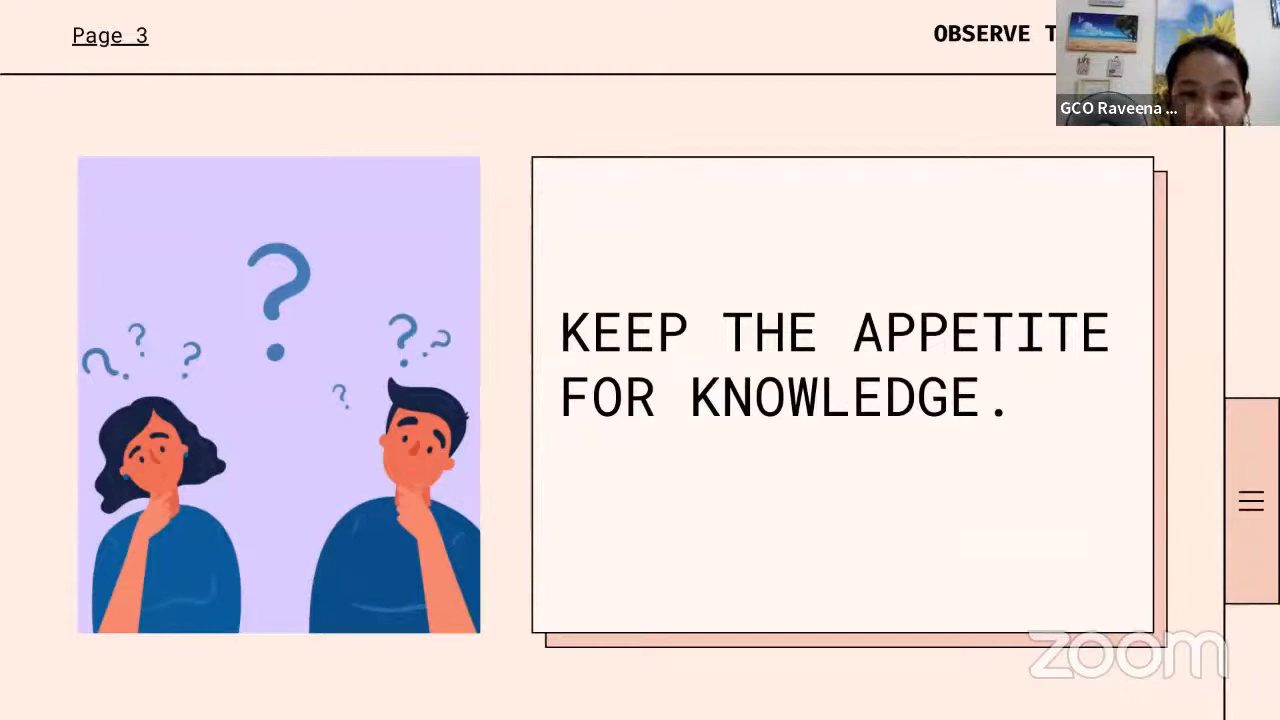 Page 3
OBSERVE T
GCO Raveena ...
KEEP THE APPETITE
FOR KNOWLEDGE.
zoom